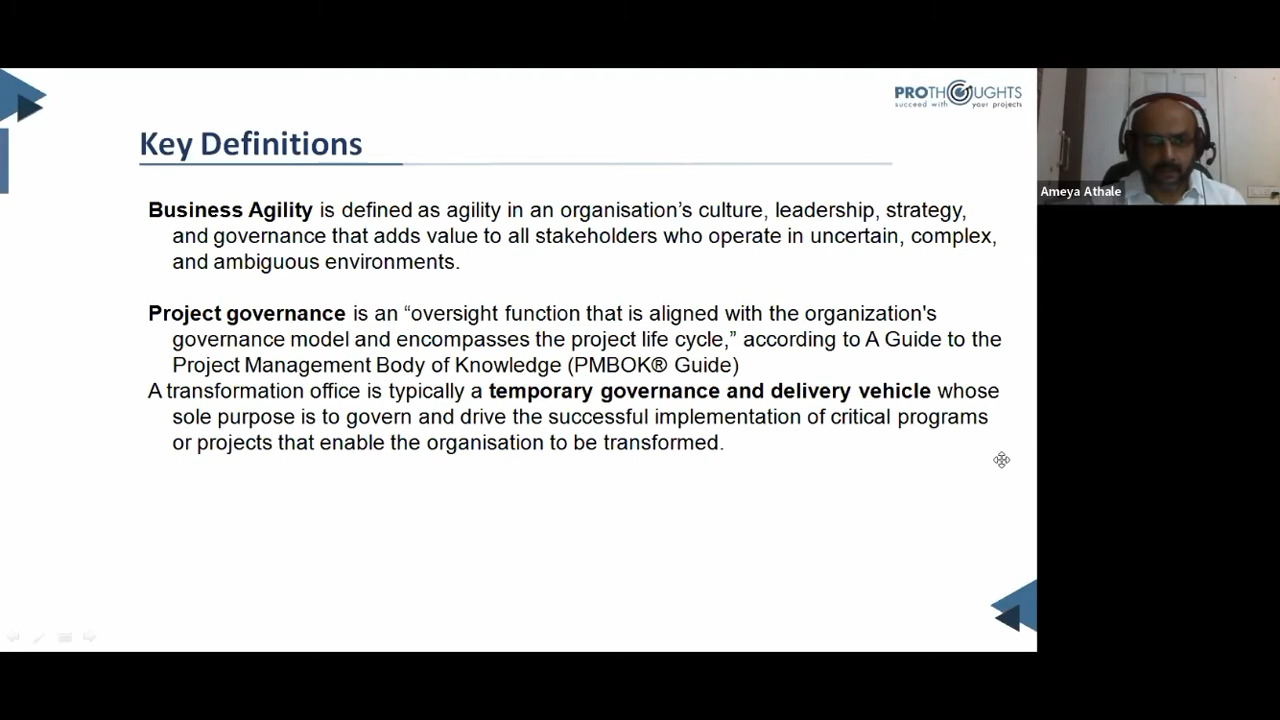 PROTHOUGHTS
succeed with your projects
Key Definitions
Ameya Athale
Business Agility is defined as agility in an organisation’s culture, leadership, strategy,
and governance that adds value to all stakeholders who operate in uncertain, complex,
and ambiguous environments.
Project governance is an “oversight function that is aligned with the organization's
governance model and encompasses the project life cycle,” according to A Guide to the
Project Management Body of Knowledge (PMBOK® Guide)
A transformation office is typically a temporary governance and delivery vehicle whose
sole purpose is to govern and drive the successful implementation of critical programs
or projects that enable the organisation to be transformed.